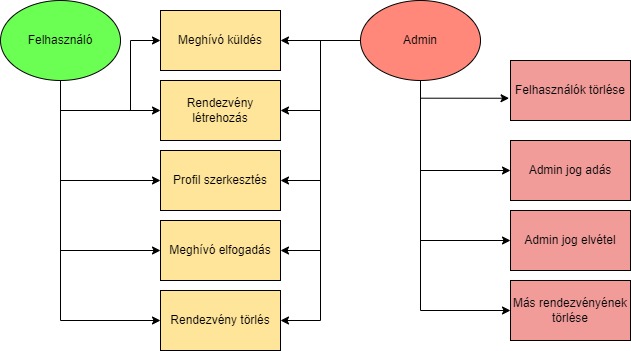 Felhasználó
Meghívó küldés
Admin
Felhasználók törlése
Rendezvény
létrehozás
Admin jog adás
Profil szerkesztés
Admin jog elvétel
Meghívó elfogadás
Más rendezvényének
törlése
Rendezvény törlés